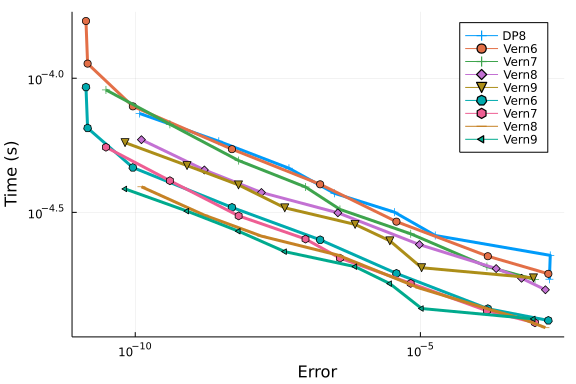 DP8
Vern6
Vern7
Vern8
Vern9
Vern6
Vern7
Vern8
Vern9
10⁻⁴·⁰
10⁻⁴·⁵
Time (s)
10⁻¹⁰
10⁻⁵
Error